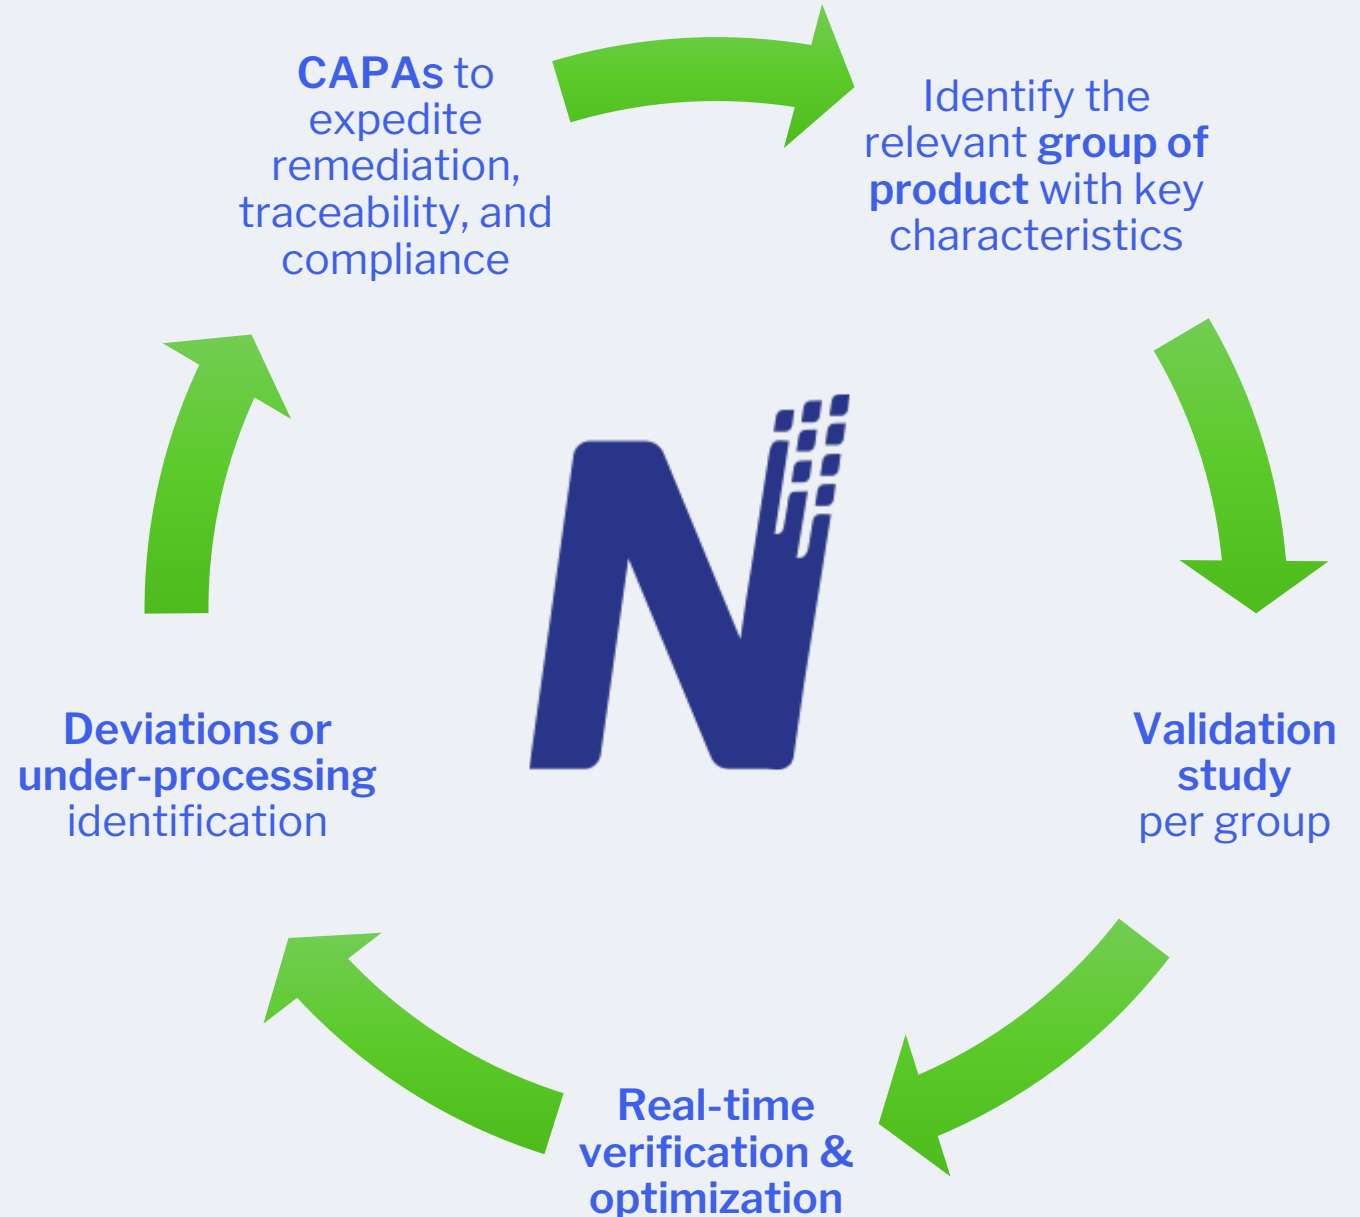 CAPAs to
expedite
remediation,
traceability, and
compliance
Identify the
relevant group of
product with key
characteristics
Validation
study
per group
Real-time
verification &
optimization
Deviations or
under-processing
identification
N